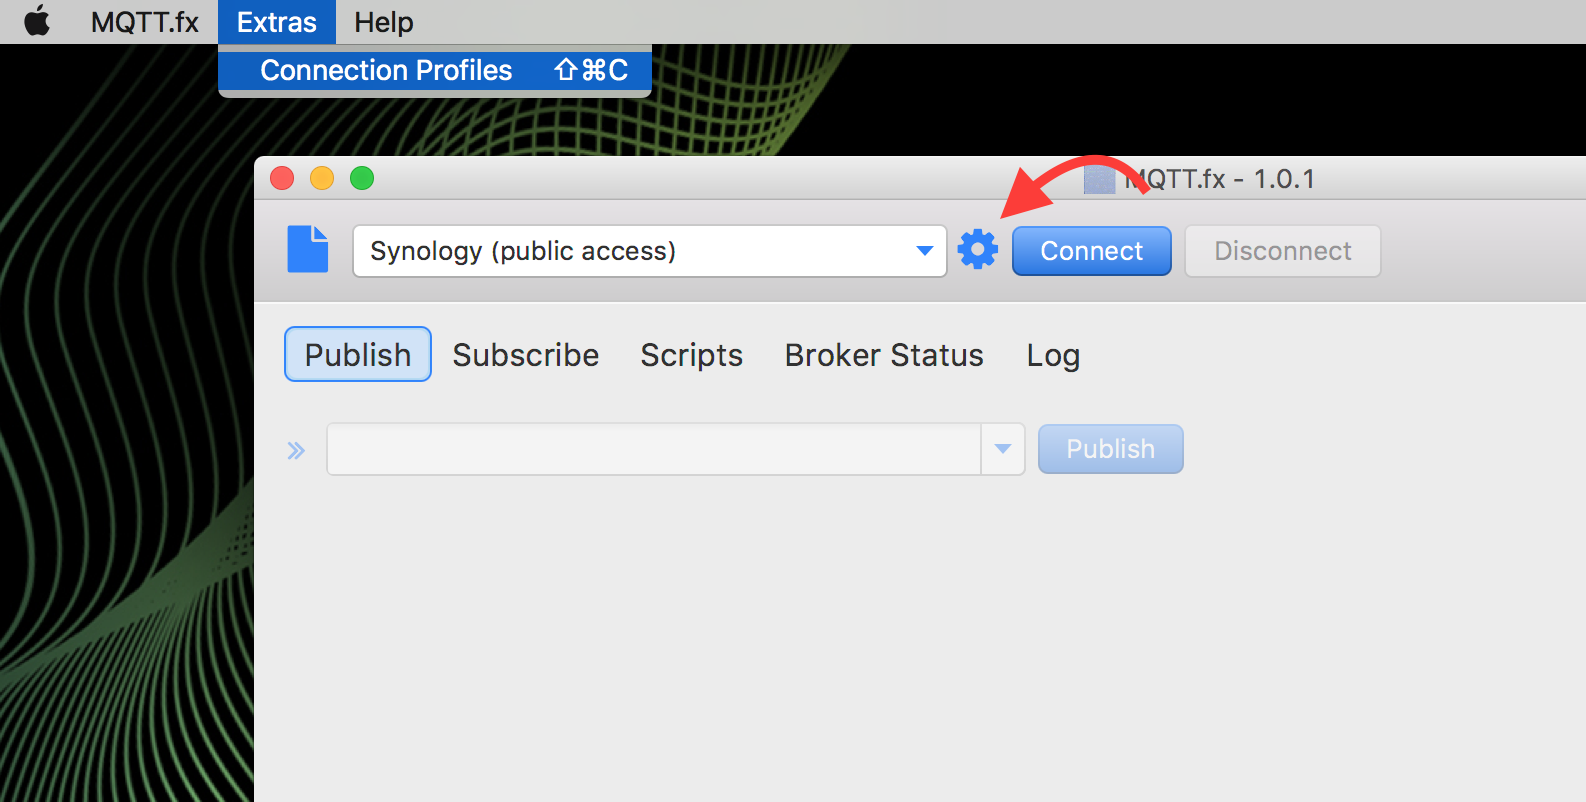 MQTT.fx Extras Help
Connection Profiles ⇧⌘C
MQTT.fx - 1.0.1
Synology (public access) Connect Disconnect
Publish Subscribe Scripts Broker Status Log
Publish